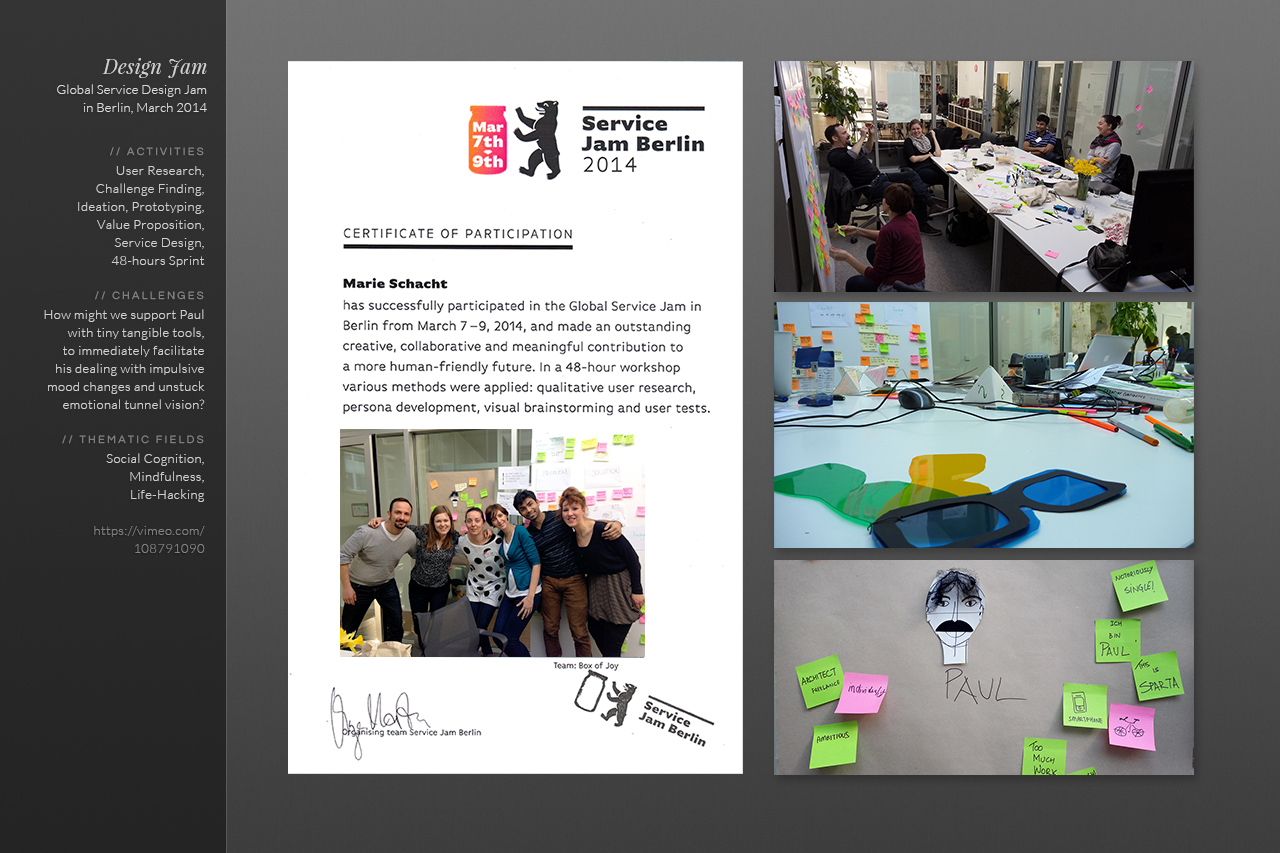 Design Jam
Global Service Design Jam
in Berlin, March 2014
// ACTIVITIES
User Research,
Challenge Finding,
Ideation, Prototyping,
Value Proposition,
Service Design,
48-hours Sprint
// CHALLENGES
How might we support Paul
with tiny tangible tools,
to immediately facilitate
his dealing with impulsive
mood changes and unstuck
emotional tunnel vision?
// THEMATIC FIELDS
Social Cognition,
Mindfulness,
Life-Hacking
https://vimeo.com/
108791090
Mar
7th
9th
Service
Jam Berlin
2014
CERTIFICATE OF PARTICIPATION
Marie Schacht
has successfully participated in the Global Service Jam in
Berlin from March 7–9, 2014, and made an outstanding
creative, collaborative and meaningful contribution to
a more human-friendly future. In a 48-hour workshop
various methods were applied: qualitative user research,
persona development, visual brainstorming and user tests.
Team: Box of Joy
Organising team Service Jam Berlin
Service
Jam Berlin
NOTORIOUSLY
SINGLE!
ICH
BIN
PAUL
THIS
IS
SPARTA
ARCHITECT
FREELANCE
AMBITIOUS
PAUL
SMARTPHONE
TOO
MUCH
WORK